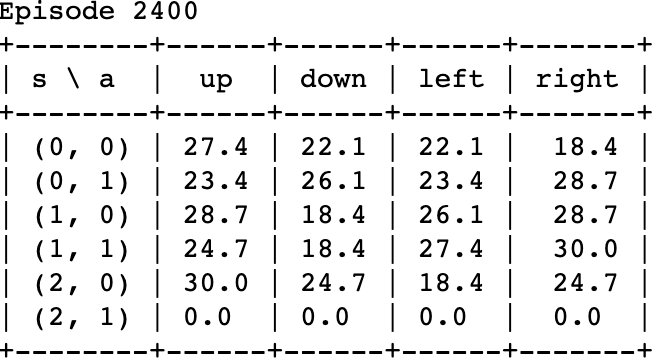 Episode 2400
+--------+------+------+------+-------+
| s \ a  |  up  | down | left | right |
+--------+------+------+------+-------+
| (0, 0) | 27.4 | 22.1 | 22.1 |  18.4 |
| (0, 1) | 23.4 | 26.1 | 23.4 |  28.7 |
| (1, 0) | 28.7 | 18.4 | 26.1 |  28.7 |
| (1, 1) | 24.7 | 18.4 | 27.4 |  30.0 |
| (2, 0) | 30.0 | 24.7 | 18.4 |  24.7 |
| (2, 1) | 0.0  | 0.0  | 0.0  |  0.0  |
+--------+------+------+------+-------+